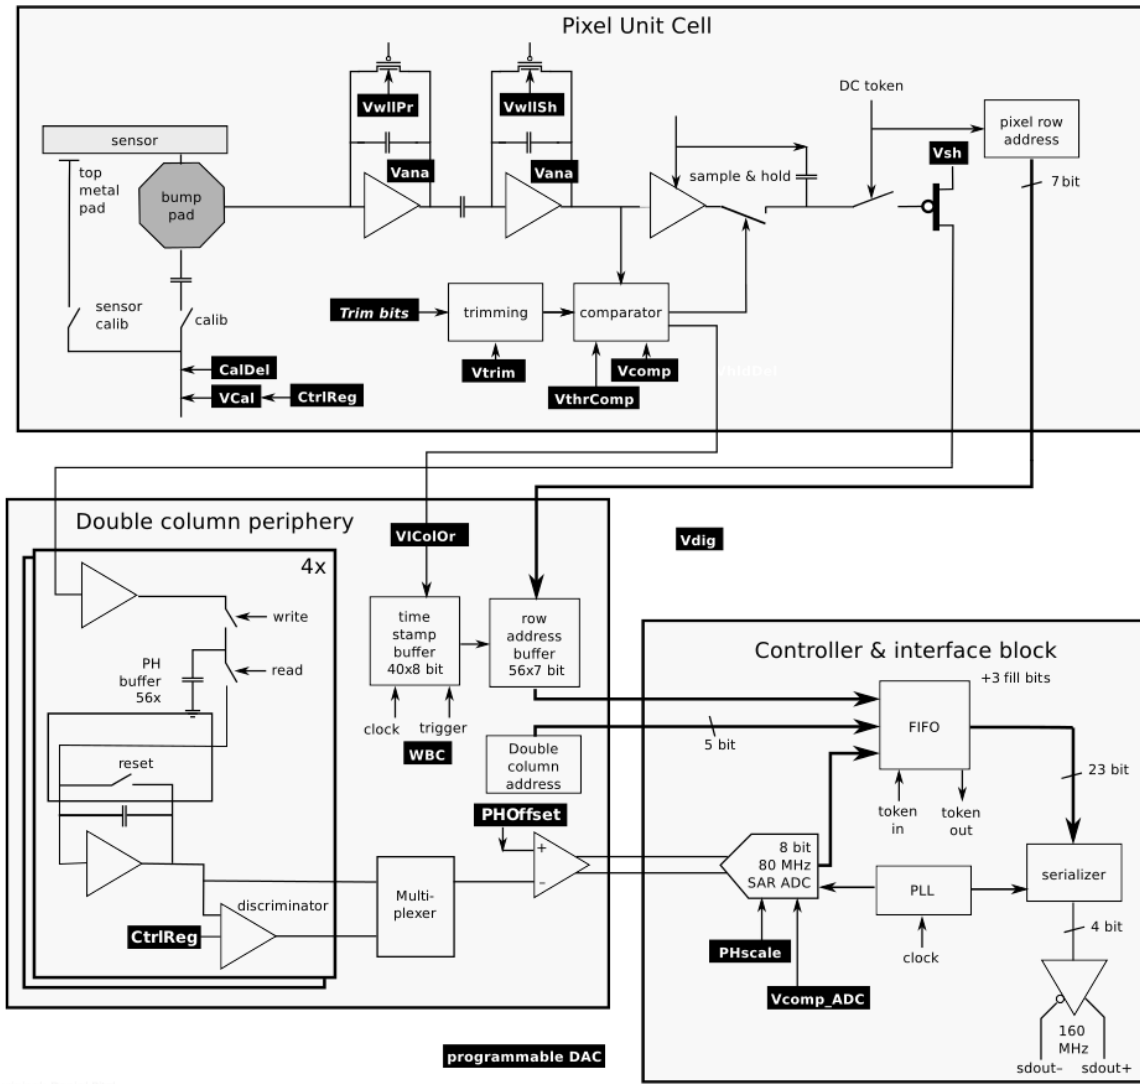 Pixel Unit Cell
VwllPr
VwllSh
DC token
pixel row
address
sensor
Vana
Vana
Vsh
top
metal
pad
bump
pad
sample & hold
7 bit
sensor
calib
calib
Trim bits
trimming
comparator
CalDel
Vtrim
Vcomp
VCal
CtrlReg
VthrComp
Double column periphery
VIColOr
Vdig
4x
write
time
stamp
buffer
40x8 bit
row
address
buffer
56x7 bit
Controller & interface block
PH
buffer
56x
read
+3 fill bits
clock
trigger
WBC
5 bit
FIFO
Double
column
address
reset
23 bit
token
in
token
out
PHOffset
+
–
8 bit
80 MHz
SAR ADC
PLL
serializer
Multi-
plexer
discriminator
CtrlReg
PHscale
clock
4 bit
Vcomp_ADC
160
MHz
sdout–
sdout+
programmable DAC